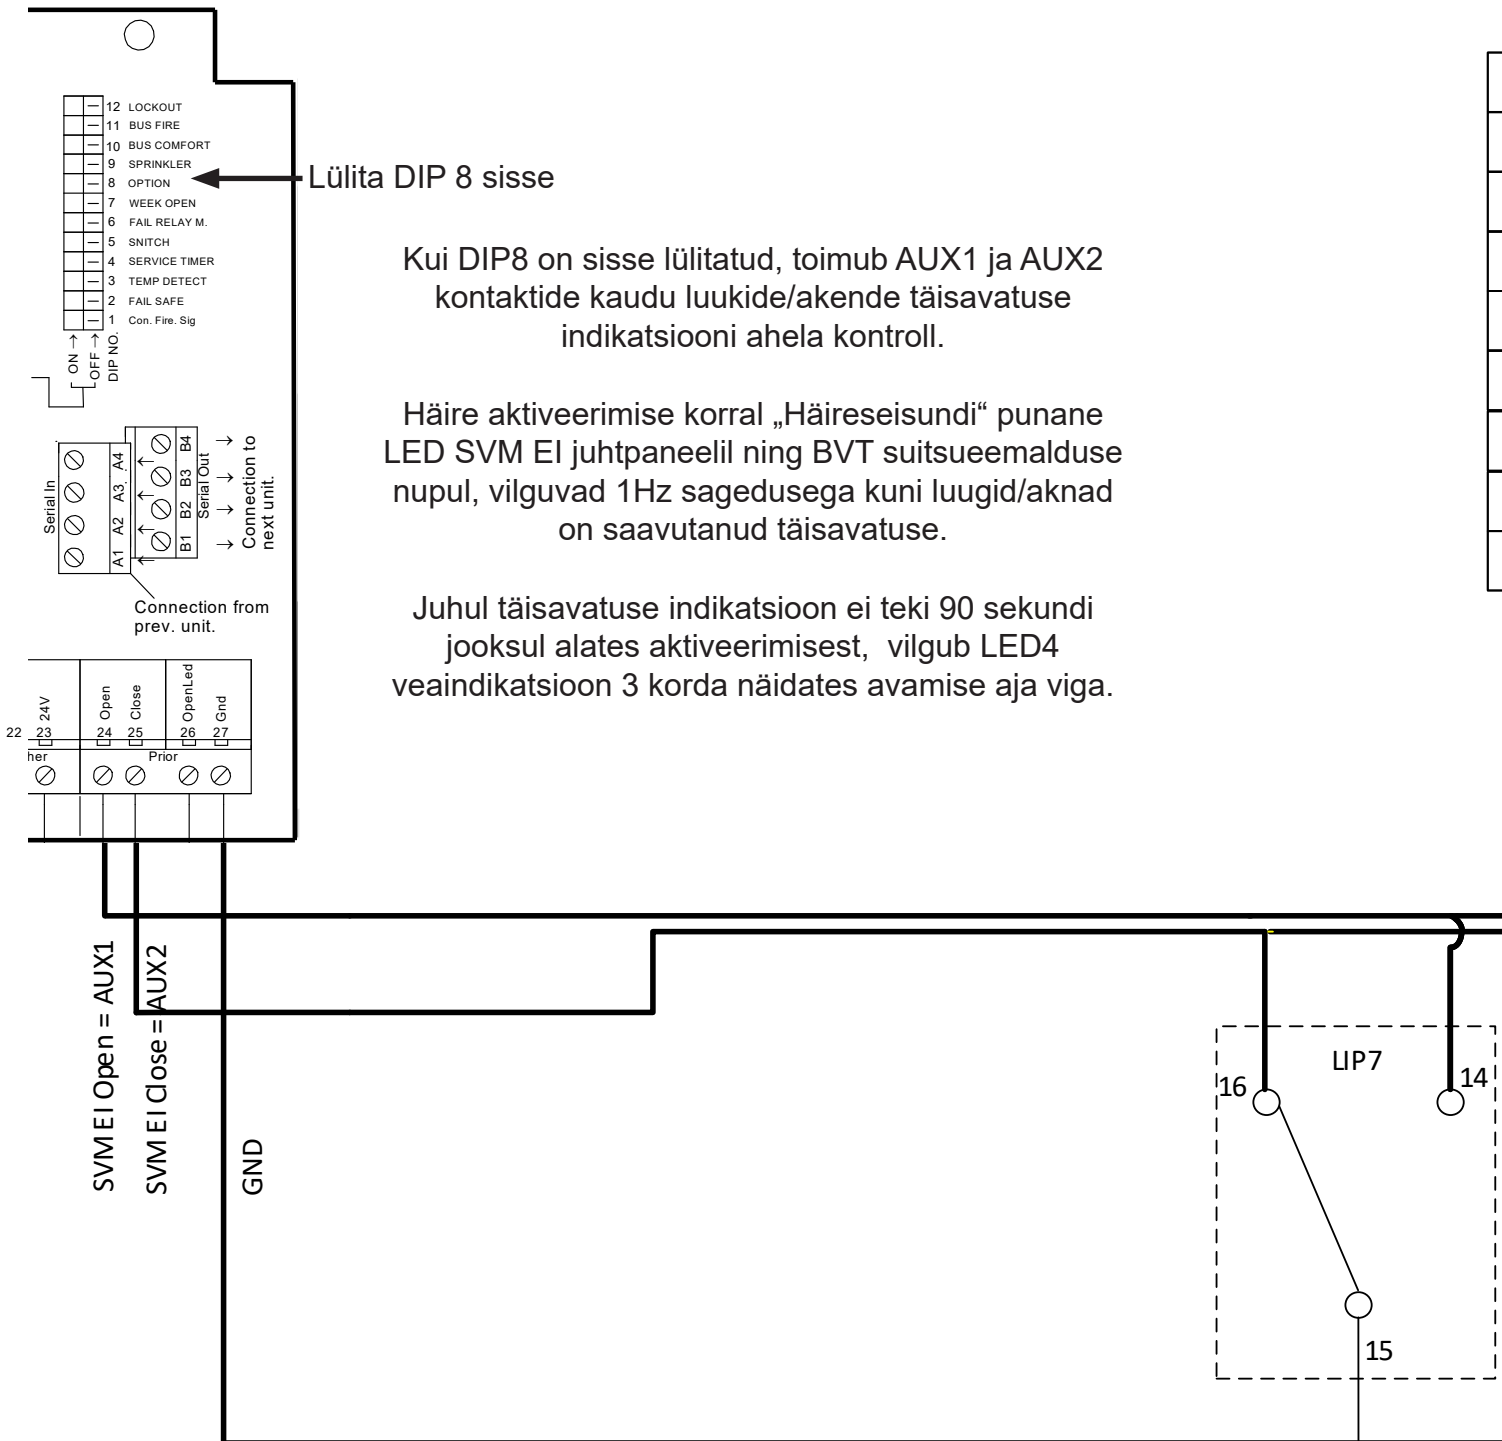 12 LOCKOUT
11 BUS FIRE
10 BUS COMFORT
9 SPRINKLER
8 OPTION
7 WEEK OPEN
6 FAIL RELAY M.
5 SNITCH
4 SERVICE TIMER
3 TEMP DETECT
2 FAIL SAFE
1 Con. Fire. Sig
ON →
OFF →
DIP NO.
Lülita DIP 8 sisse
Kui DIP8 on sisse lülitatud, toimub AUX1 ja AUX2
kontaktide kaudu luukide/akende täisavatuse
indikatsiooni ahela kontroll.
Häire aktiveerimise korral „Häireseisundi“ punane
LED SVM EI juhtpaneelil ning BVT suitsueemalduse
nupul, vilguvad 1Hz sagedusega kuni luugid/aknad
on saavutanud täisavatuse.
Juhul täisavatuse indikatsioon ei teki 90 sekundi
jooksul alates aktiveerimisest, vilgub LED4
veaindikatsioon 3 korda näidates avamise aja viga.
Serial In
A4
A3
A2
A1
B4
B3
B2
B1
Serial Out
Connection to
next unit.
Connection from
prev. unit.
24V
Open
Close
OpenLed
Gnd
22 23 24 25 26 27
her
Prior
SVM EI Open = AUX1
SVM EI Close = AUX2
GND
LIP7
16
14
15